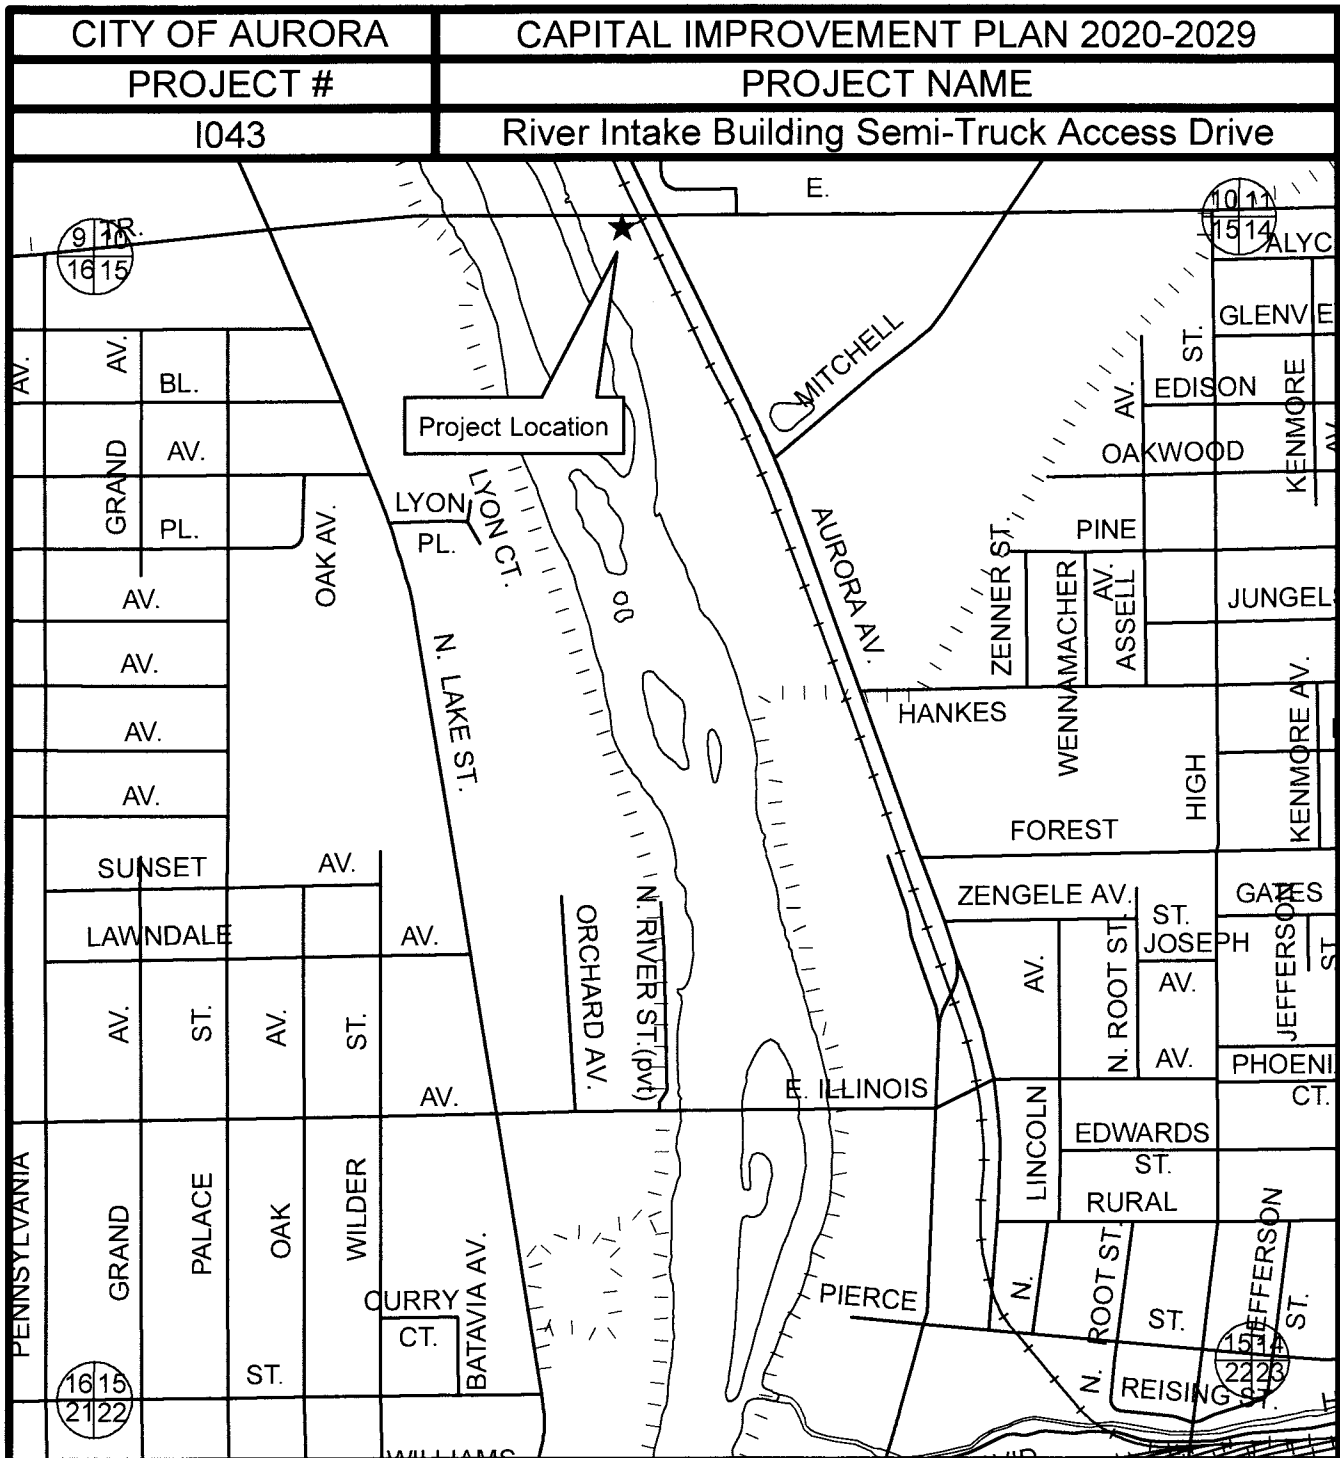 CITY OF AURORA
CAPITAL IMPROVEMENT PLAN 2020-2029
PROJECT #
PROJECT NAME
I043
River Intake Building Semi-Truck Access Drive
E.
TR.
9 10
16 15
10 11
15 14
ALYC
GLENVIE
ST.
AV.
AV.
BL.
MITCHELL
AV.
EDISON
KENMORE
Project Location
GRAND
AV.
OAKWOOD
AV.
LYON
PL.
LYON CT.
PL.
OAK AV.
AURORA AV.
PINE
ZENNER ST.
WENNAMACHER
AV.
ASSELL
JUNGELS
AV.
AV.
N. LAKE ST.
HANKES
KENMORE AV.
AV.
HIGH
AV.
FOREST
SUNSET
AV.
ZENGELE AV.
GATES
ST.
LAWNDALE
AV.
ORCHARD AV.
N. RIVER ST.(pvt)
N. ROOT ST.
JOSEPH
JEFFERSON
ST.
AV.
AV.
AV.
ST.
AV.
ST.
AV.
PHOENI
CT.
AV.
E. ILLINOIS
LINCOLN
EDWARDS
ST.
RURAL
PENNSYLVANIA
GRAND
PALACE
OAK
WILDER
BATAVIA AV.
CURRY
CT.
ST.
PIERCE
N.
ROOT ST.
N.
ST.
JEFFERSON
ST.
15 14
22 23
REISING ST.
16 15
21 22
WILLIAMS